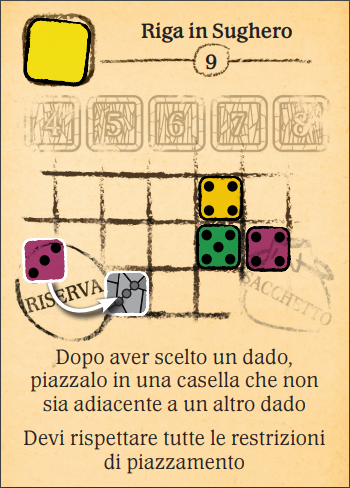 Riga in Sughero
9
4 5 6 7 8
RISERVA
SACCHETTO
Dopo aver scelto un dado,
piazzalo in una casella che non
sia adiacente a un altro dado
Devi rispettare tutte le restrizioni
di piazzamento